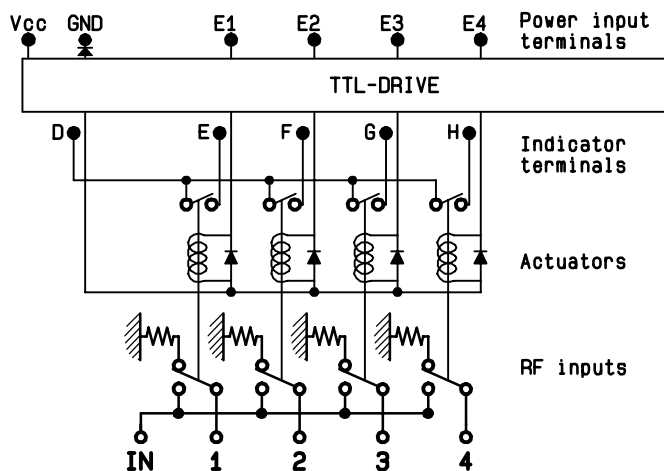 Vcc GND E1 E2 E3 E4 Power input
terminals
TTL-DRIVE
D E F G H Indicator
terminals
Actuators
RF inputs
IN 1 2 3 4